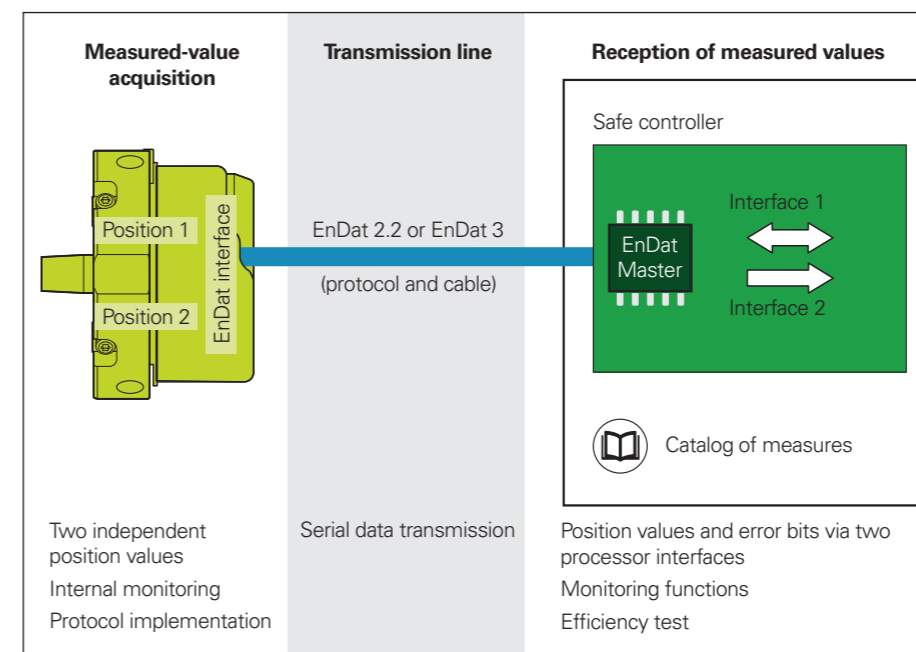 Measured-value
acquisition
Transmission line
Reception of measured values
Safe controller
Position 1
Position 2
EnDat interface
EnDat 2.2 or EnDat 3
(protocol and cable)
EnDat
Master
Interface 1
Interface 2
Catalog of measures
Two independent
position values
Internal monitoring
Protocol implementation
Serial data transmission
Position values and error bits via two
processor interfaces
Monitoring functions
Efficiency test